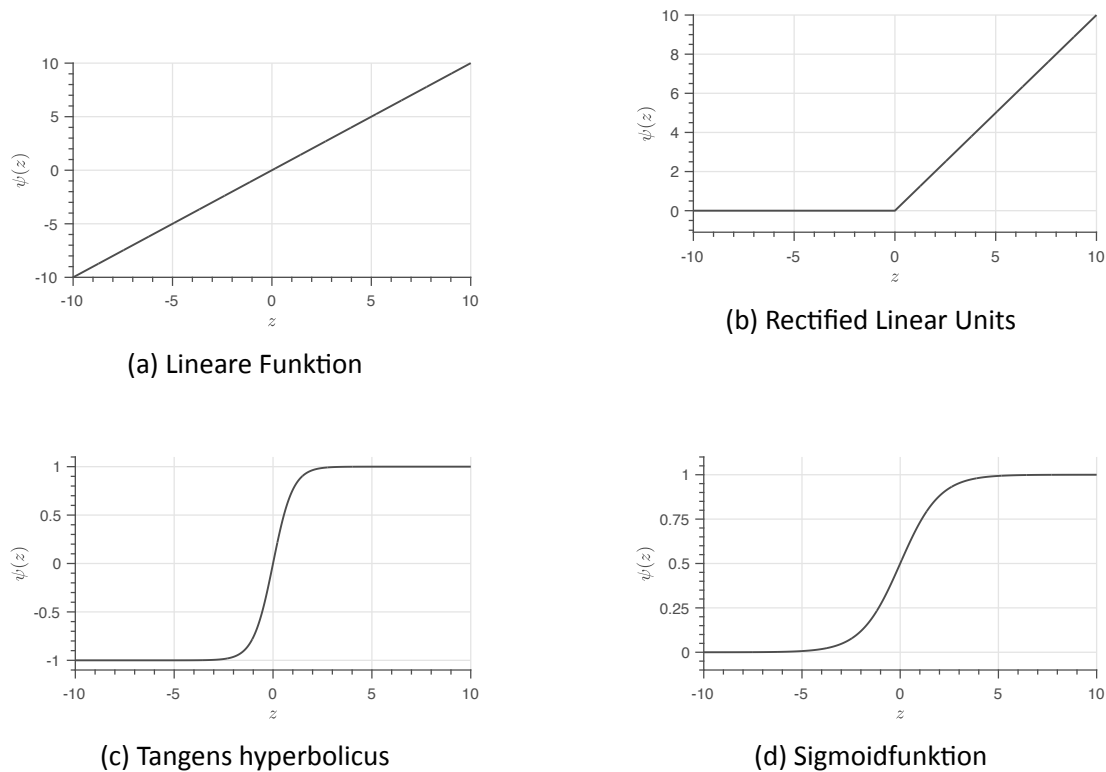 10
5
0
-5
-10
ψ(z)
-10 -5 0 5 10
z
(a) Lineare Funktion
10
8
6
4
2
0
ψ(z)
-10 -5 0 5 10
z
(b) Rectified Linear Units
1
0.5
0
-0.5
-1
ψ(z)
-10 -5 0 5 10
z
(c) Tangens hyperbolicus
1
0.75
0.5
0.25
0
ψ(z)
-10 -5 0 5 10
z
(d) Sigmoidfunktion